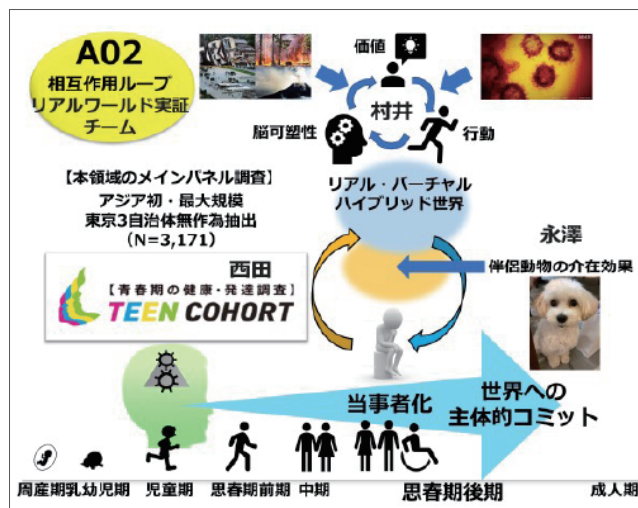 A02
相互作用ループ
リアルワールド実証
チーム
価値
村井
脳可塑性
行動
【本領域のメインパネル調査】
アジア初・最大規模
東京3自治体無作為抽出
(N=3,171)
リアル・バーチャル
ハイブリッド世界
西田
【青春期の健康・発達調査】
TEEN COHORT
永澤
伴侶動物の介在効果
当事者化
世界への
主体的コミット
周産期
乳幼児期
児童期
思春期前期
中期
思春期後期
成人期